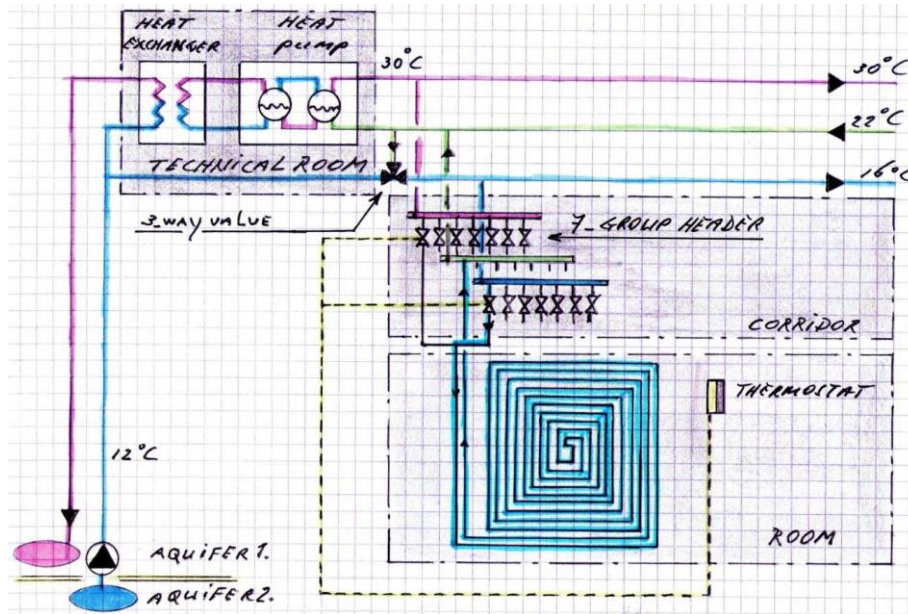 HEAT
EXCHANGER
HEAT
pump
30°C
30°C
22°C
TECHNICAL ROOM
16°C
3_WAY VALVE
7_GROUP HEADER
CORRIDOR
THERMOSTAT
12°C
ROOM
AQUIFER 1.
AQUIFER 2.